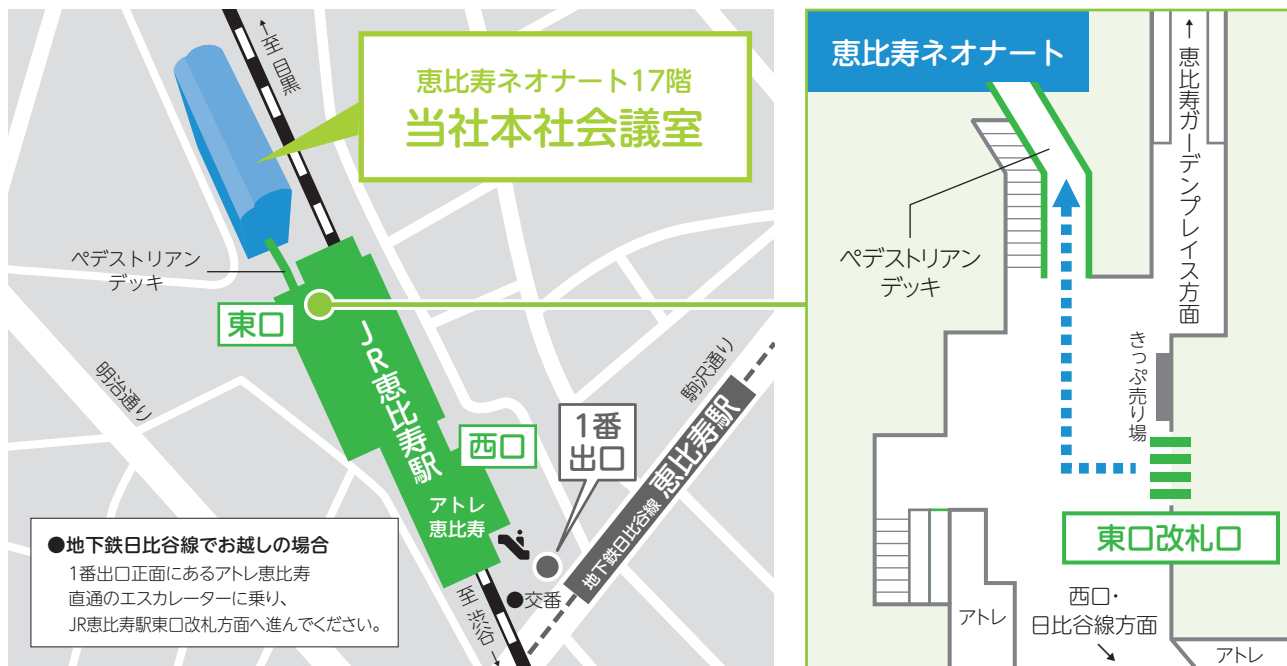 ←至 目黒
恵比寿ネオナート17階
当社本社会議室
ペデストリアン
デッキ
東口
JR恵比寿駅
明治通り
駒沢通り
西口
1番
出口
アトレ
恵比寿
地下鉄日比谷線 恵比寿駅
●交番
至 渋谷→
●地下鉄日比谷線でお越しの場合
1番出口正面にあるアトレ恵比寿
直通のエスカレーターに乗り、
JR恵比寿駅東口改札方面へ進んでください。
恵比寿ネオナート
←恵比寿ガーデンプレイス方面
ペデストリアン
デッキ
きっぷ売り場
東口改札口
西口・
日比谷線方面
↘
アトレ
アトレ